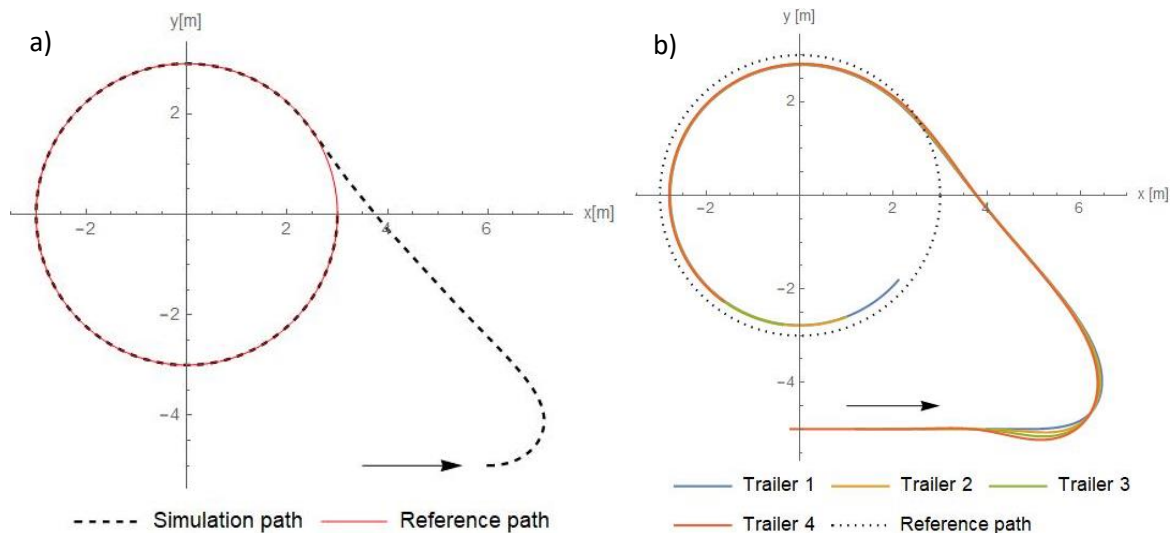 a)
y[m]
2
x[m]
−2
2
4
6
−2
−4
Simulation path
Reference path
b)
y [m]
2
x [m]
−2
2
4
6
−2
−4
Trailer 1
Trailer 2
Trailer 3
Trailer 4
Reference path